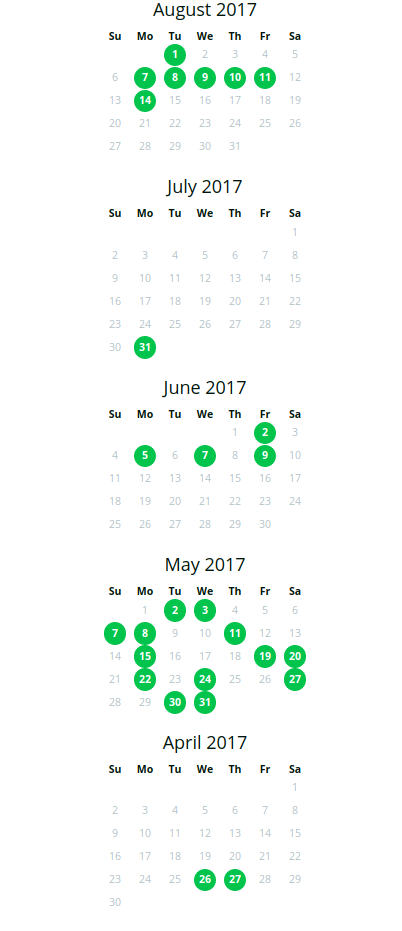 August 2017
Su Mo Tu We Th Fr Sa
1 2 3 4 5
6 7 8 9 10 11 12
13 14 15 16 17 18 19
20 21 22 23 24 25 26
27 28 29 30 31
July 2017
Su Mo Tu We Th Fr Sa
1
2 3 4 5 6 7 8
9 10 11 12 13 14 15
16 17 18 19 20 21 22
23 24 25 26 27 28 29
30 31
June 2017
Su Mo Tu We Th Fr Sa
1 2 3
4 5 6 7 8 9 10
11 12 13 14 15 16 17
18 19 20 21 22 23 24
25 26 27 28 29 30
May 2017
Su Mo Tu We Th Fr Sa
1 2 3 4 5 6
7 8 9 10 11 12 13
14 15 16 17 18 19 20
21 22 23 24 25 26 27
28 29 30 31
April 2017
Su Mo Tu We Th Fr Sa
1
2 3 4 5 6 7 8
9 10 11 12 13 14 15
16 17 18 19 20 21 22
23 24 25 26 27 28 29
30